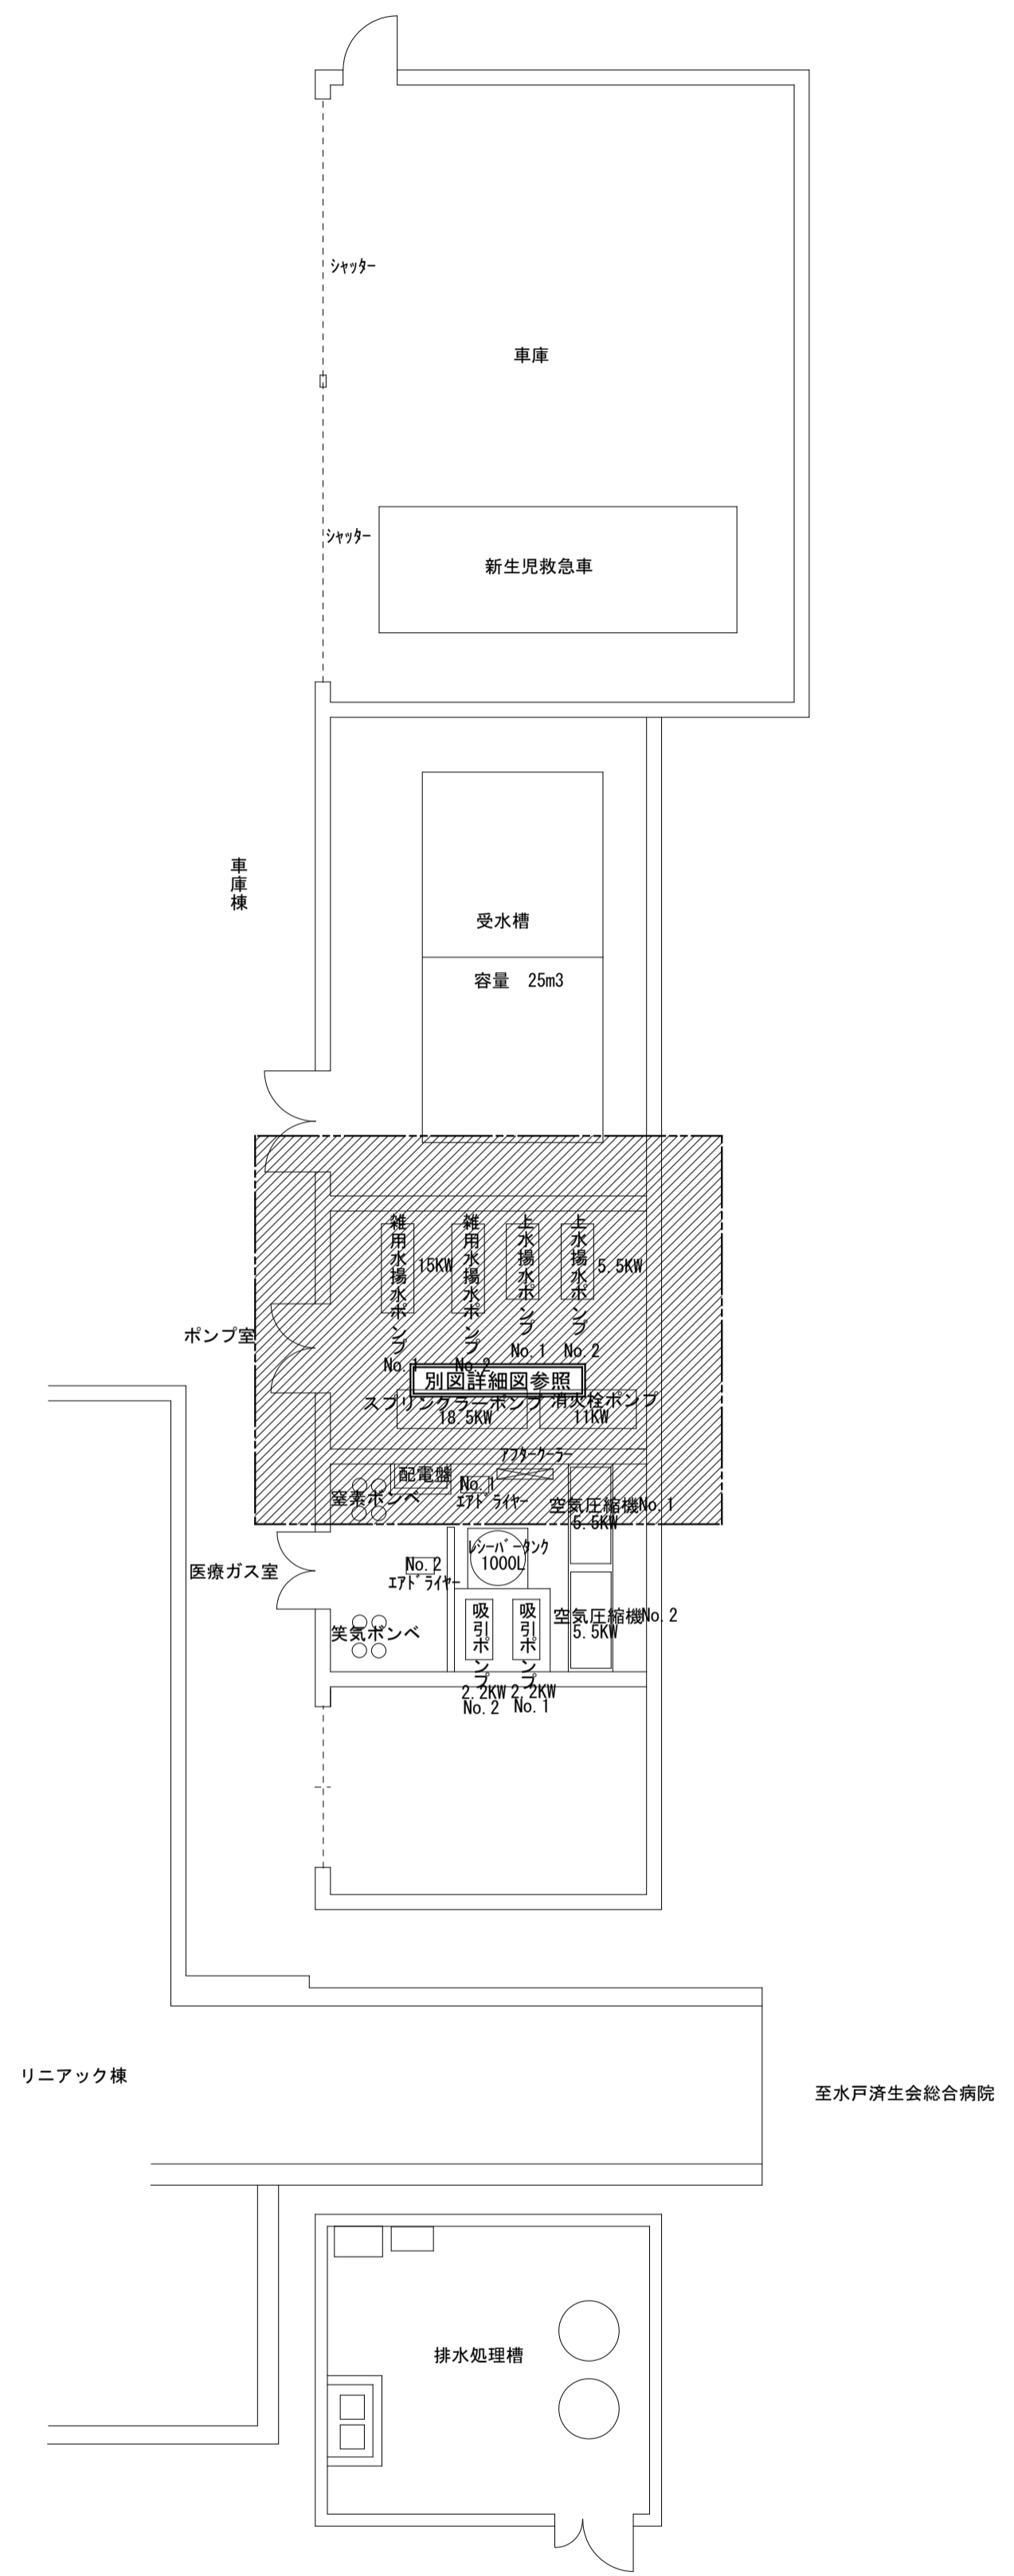 シャッター
車庫
シャッター
新生児救急車
車庫棟
受水槽
容量　25m3
雑用水揚水ポンプ
No.1
15KW
雑用水揚水ポンプ
No.2
上水揚水ポンプ
No.1
上水揚水ポンプ
No.2
5.5KW
ポンプ室
別図詳細図参照
スプリンクラーポンプ
18.5KW
消火栓ポンプ
11KW
アフタークーラー
配電盤
No.1
エアドライヤー
窒素ボンベ
空気圧縮機No.1
5.5KW
レシーバータンク
1000L
医療ガス室
No.2
エアドライヤー
笑気ボンベ
吸引ポンプ
2.2KW
No.2
吸引ポンプ
2.2KW
No.1
空気圧縮機No.2
5.5KW
リニアック棟
至水戸済生会総合病院
排水処理槽